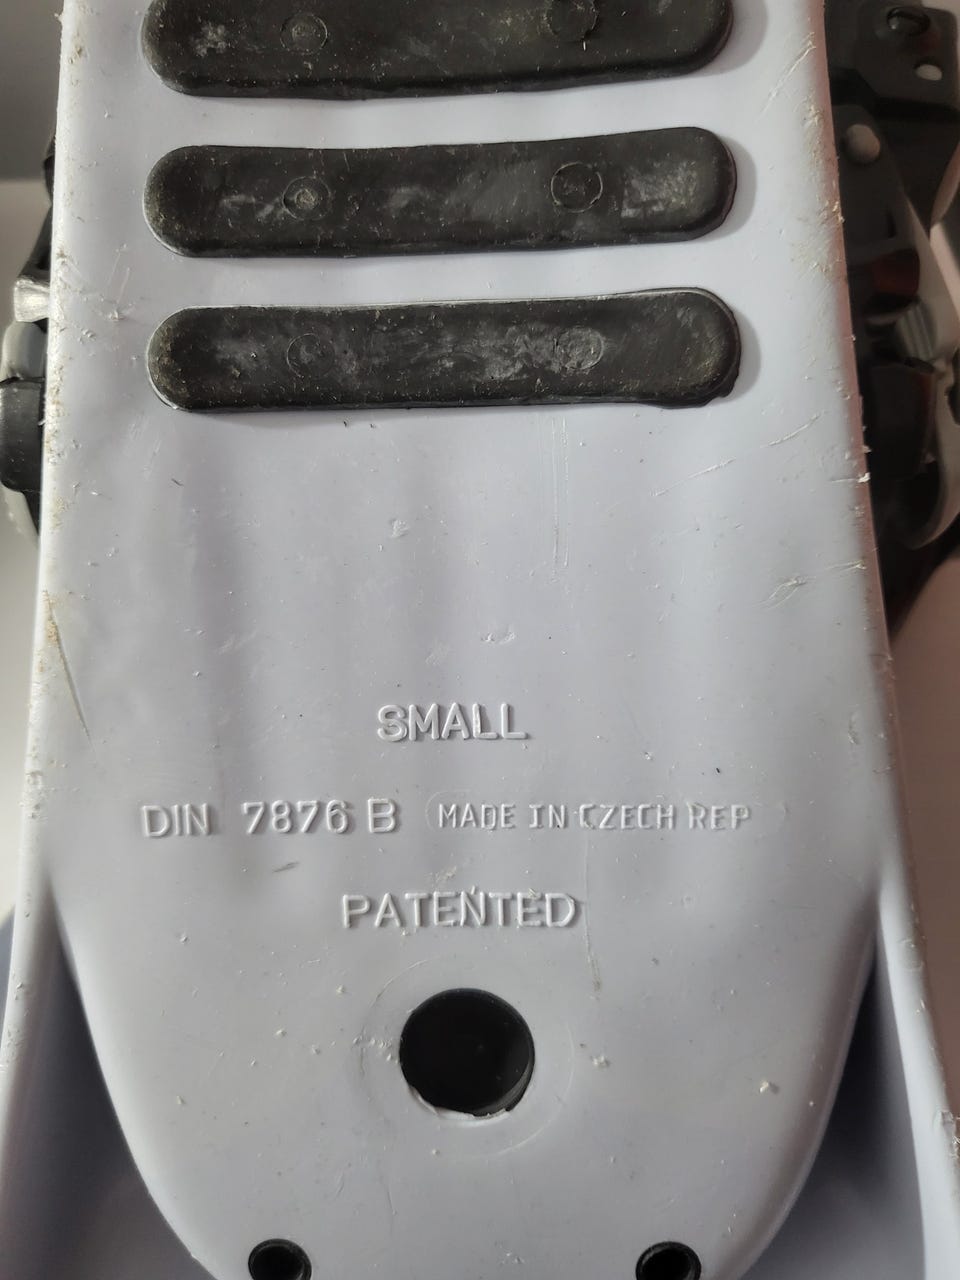 SMALL
DIN 7876 B MADE IN CZECH REP
PATENTED